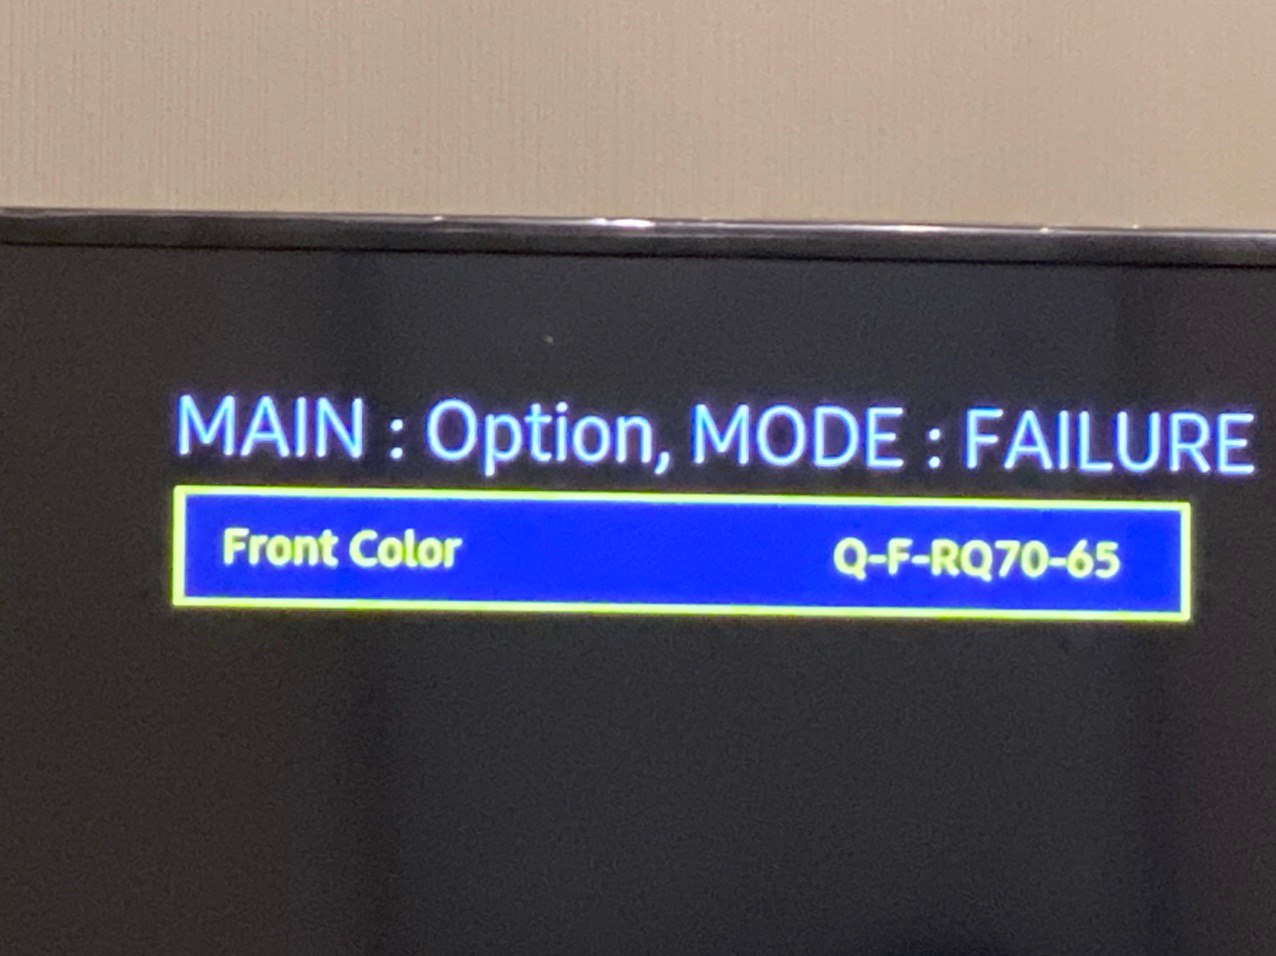 MAIN : Option, MODE : FAILURE
Front Color Q-F-RQ70-65